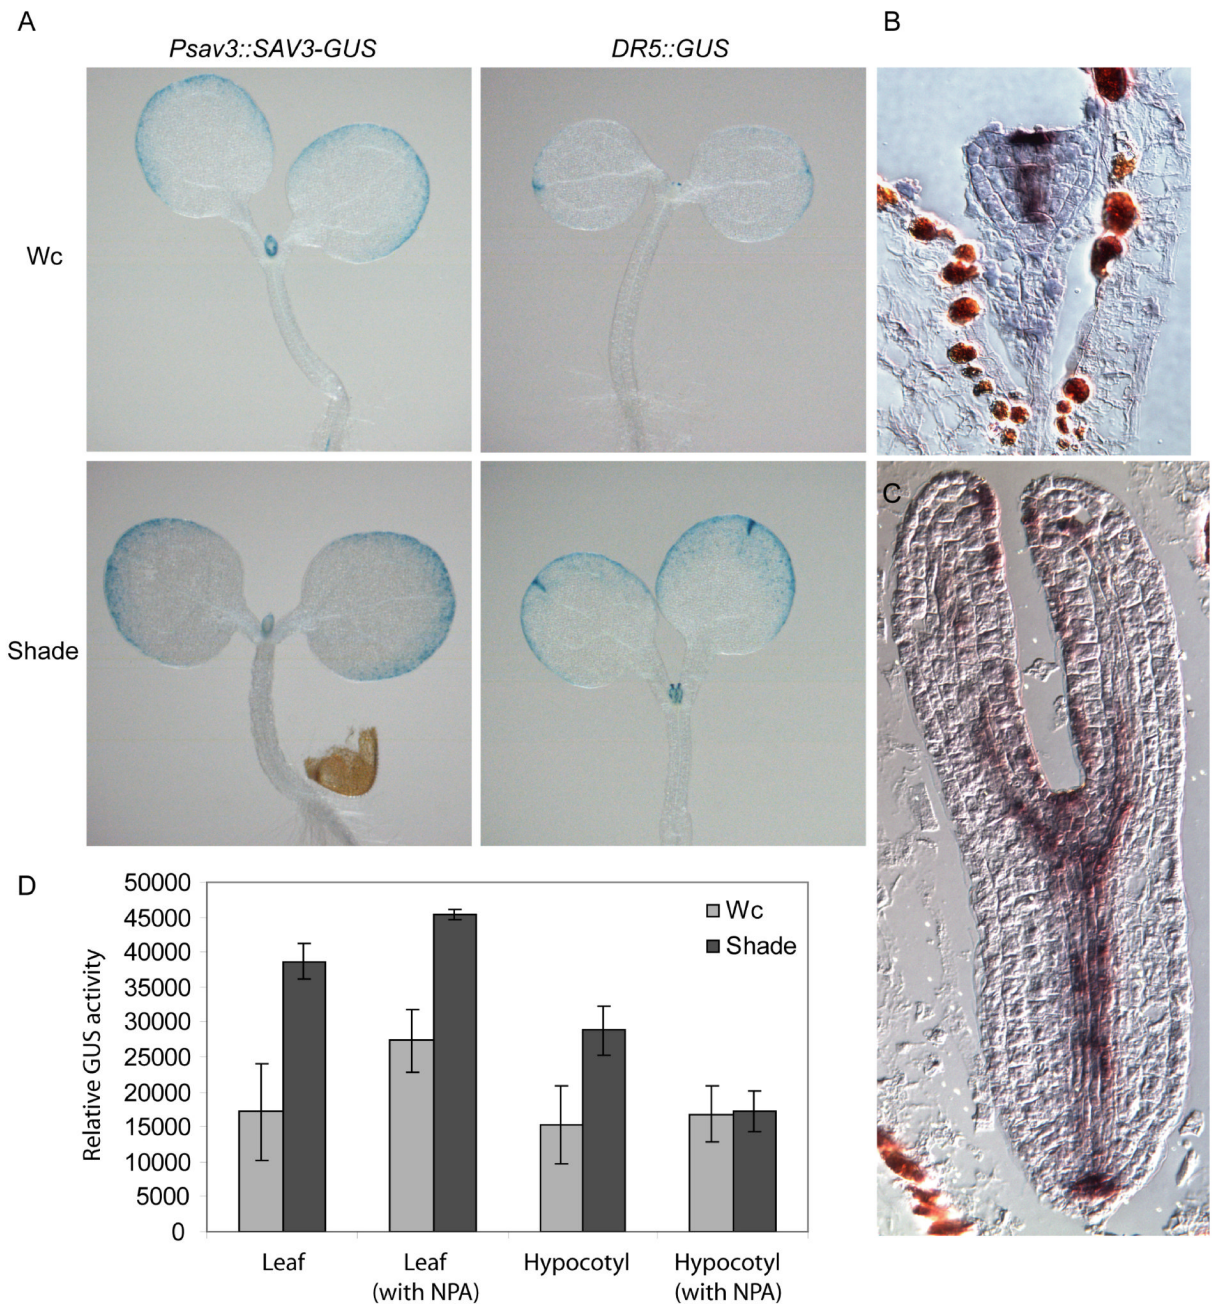 A
Psav3::SAV3-GUS
DR5::GUS
B
Wc
Shade
C
D
50000
45000
40000
35000
30000
25000
20000
15000
10000
5000
0
Relative GUS activity
Wc
Shade
Leaf
Leaf
(with NPA)
Hypocotyl
Hypocotyl
(with NPA)